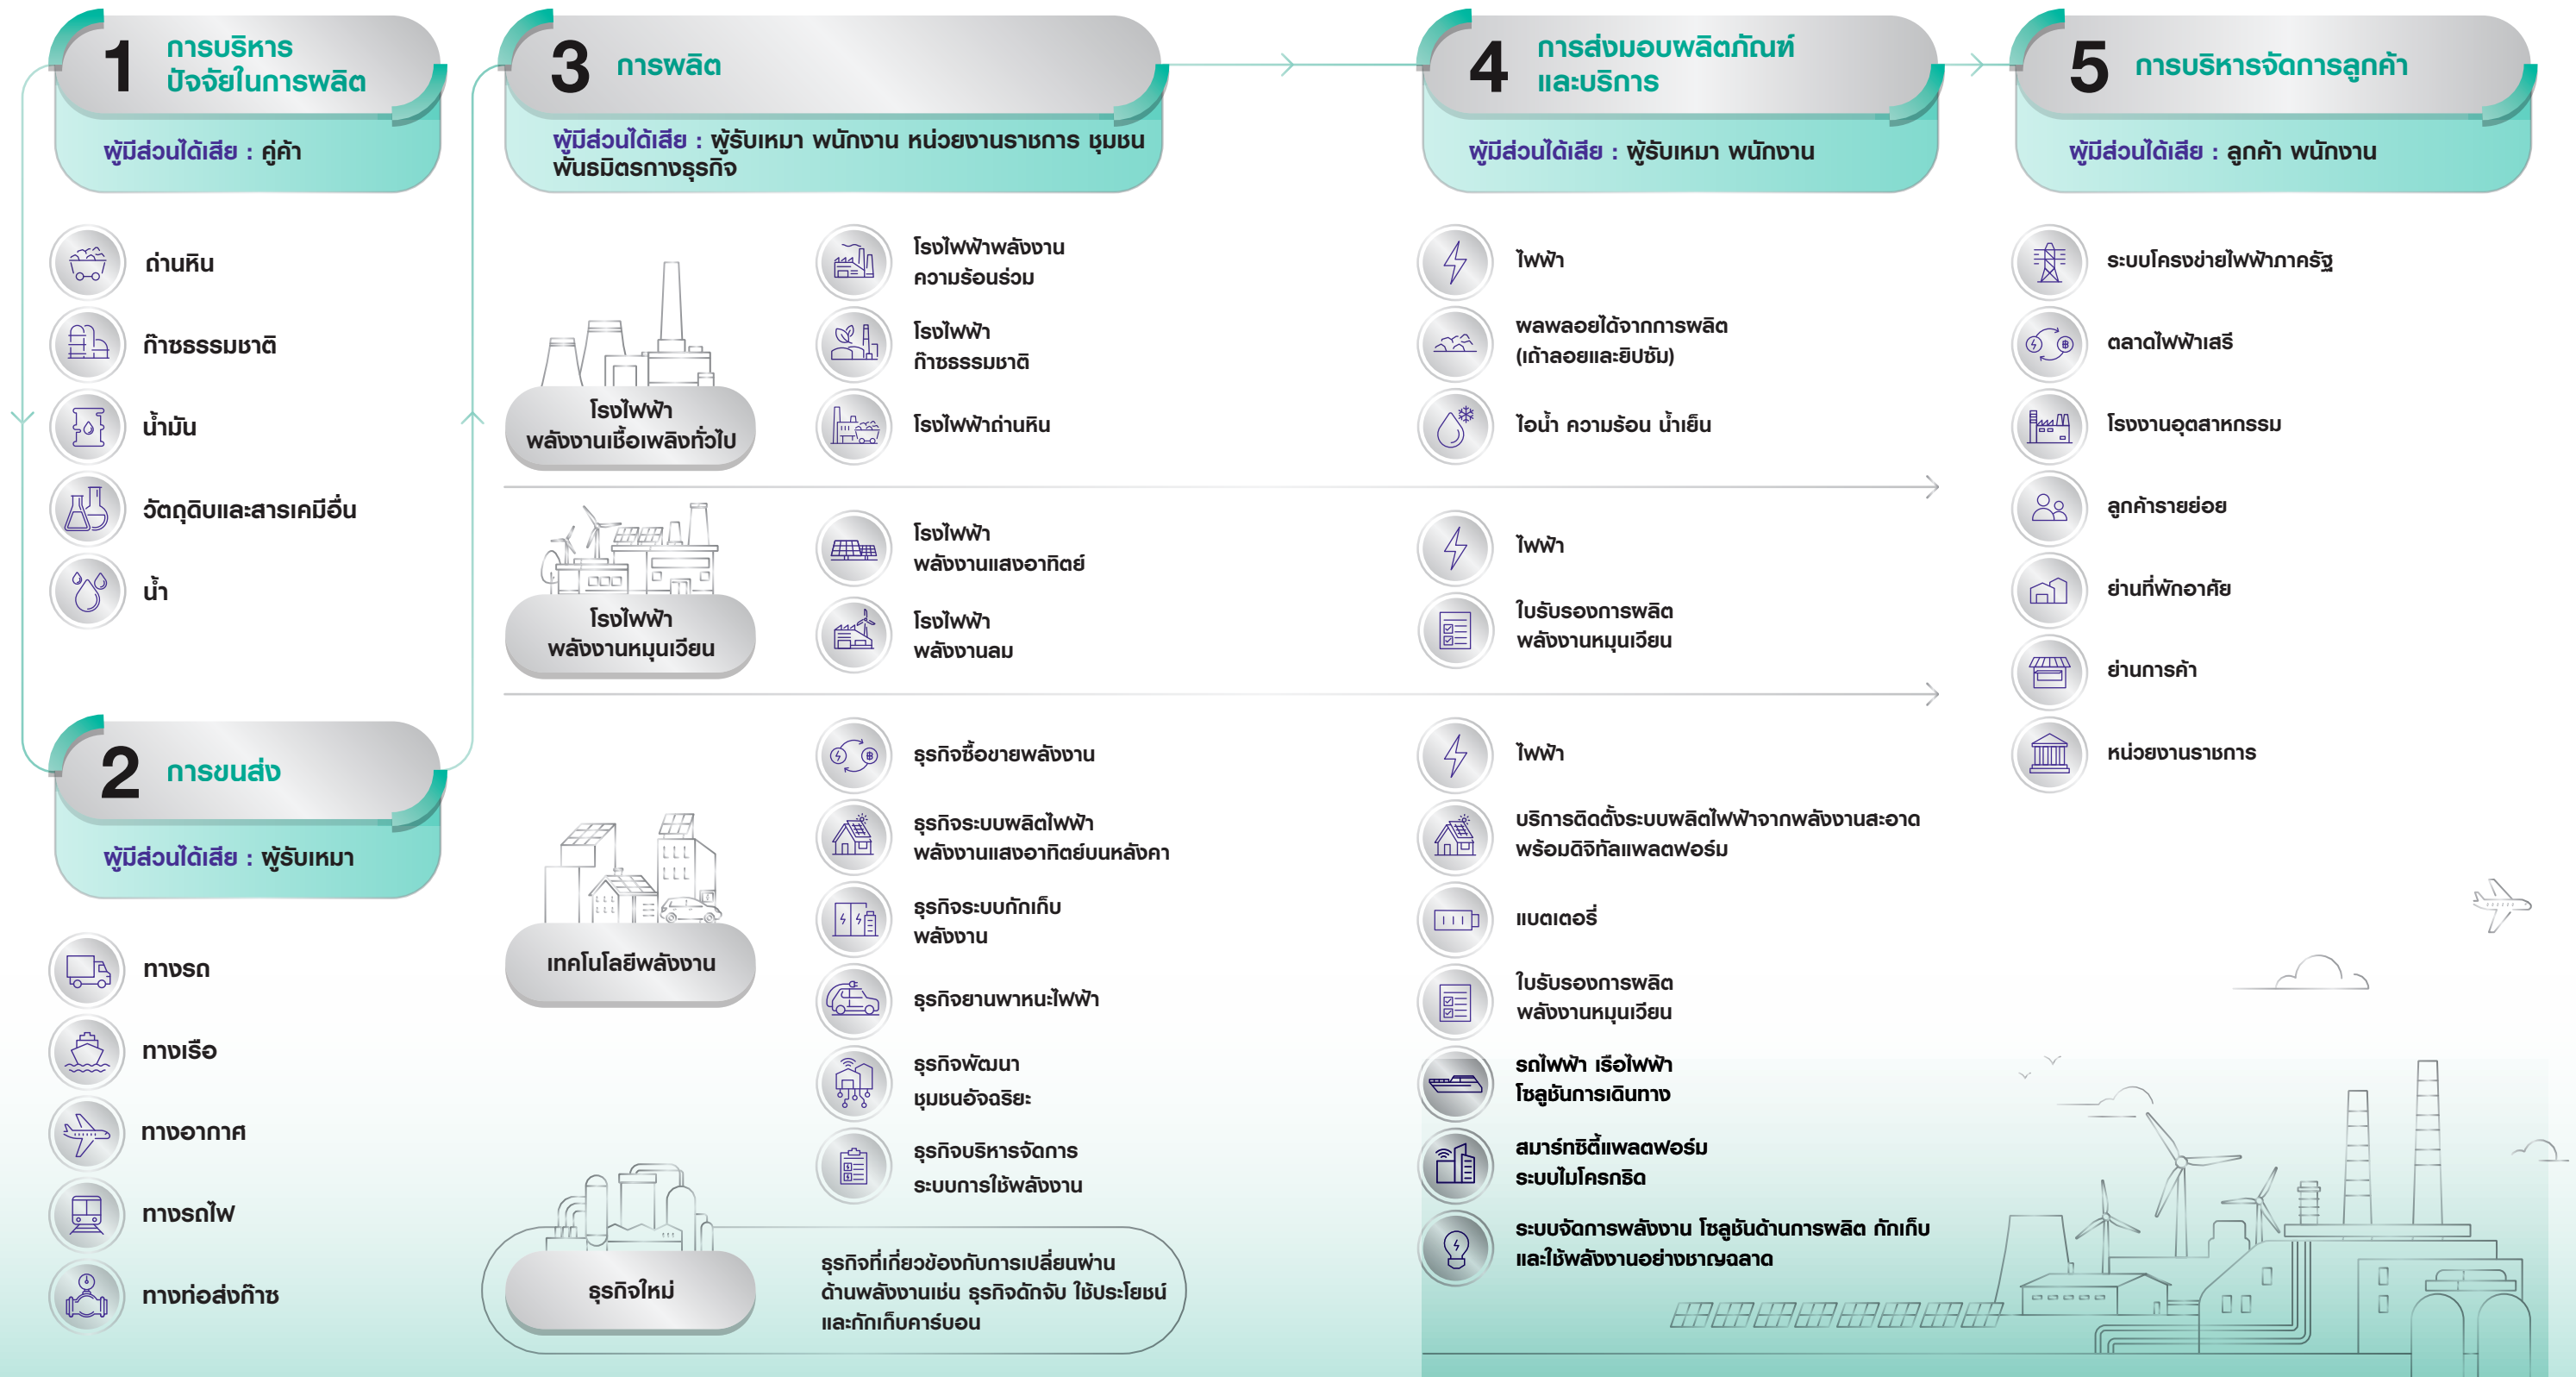 1
การบริหาร
ปัจจัยในการผลิต
ผู้มีส่วนได้เสีย : คู่ค้า
ถ่านหิน
ก๊าซธรรมชาติ
น้ำมัน
วัตถุดิบและสารเคมีอื่น
น้ำ
2
การขนส่ง
ผู้มีส่วนได้เสีย : ผู้รับเหมา
ทางรถ
ทางเรือ
ทางอากาศ
ทางรถไฟ
ทางท่อส่งก๊าซ
3
การผลิต
ผู้มีส่วนได้เสีย : ผู้รับเหมา พนักงาน หน่วยงานราชการ ชุมชน
พันธมิตรทางธุรกิจ
โรงไฟฟ้า
พลังงานเชื้อเพลิงทั่วไป
โรงไฟฟ้าพลังงาน
ความร้อนร่วม
โรงไฟฟ้า
ก๊าซธรรมชาติ
โรงไฟฟ้าถ่านหิน
โรงไฟฟ้า
พลังงานหมุนเวียน
โรงไฟฟ้า
พลังงานแสงอาทิตย์
โรงไฟฟ้า
พลังงานลม
เทคโนโลยีพลังงาน
ธุรกิจซื้อขายพลังงาน
ธุรกิจระบบผลิตไฟฟ้า
พลังงานแสงอาทิตย์บนหลังคา
ธุรกิจระบบกักเก็บ
พลังงาน
ธุรกิจยานพาหนะไฟฟ้า
ธุรกิจพัฒนา
ชุมชนอัจฉริยะ
ธุรกิจบริหารจัดการ
ระบบการใช้พลังงาน
ธุรกิจใหม่
ธุรกิจที่เกี่ยวข้องกับการเปลี่ยนผ่าน
ด้านพลังงานเช่น ธุรกิจดักจับ ใช้ประโยชน์
และกักเก็บคาร์บอน
4
การส่งมอบผลิตภัณฑ์
และบริการ
ผู้มีส่วนได้เสีย : ผู้รับเหมา พนักงาน
ไฟฟ้า
ผลพลอยได้จากการผลิต
(เถ้าลอยและยิปซัม)
ไอน้ำ ความร้อน น้ำเย็น
ไฟฟ้า
ใบรับรองการผลิต
พลังงานหมุนเวียน
ไฟฟ้า
บริการติดตั้งระบบผลิตไฟฟ้าจากพลังงานสะอาด
พร้อมดิจิทัลแพลตฟอร์ม
แบตเตอรี่
ใบรับรองการผลิต
พลังงานหมุนเวียน
รถไฟฟ้า เรือไฟฟ้า
โซลูชันการเดินทาง
สมาร์ทซิตี้แพลตฟอร์ม
ระบบไมโครกริด
ระบบจัดการพลังงาน โซลูชันด้านการผลิต กักเก็บ
และใช้พลังงานอย่างชาญฉลาด
5
การบริหารจัดการลูกค้า
ผู้มีส่วนได้เสีย : ลูกค้า พนักงาน
ระบบโครงข่ายไฟฟ้าภาครัฐ
ตลาดไฟฟ้าเสรี
โรงงานอุตสาหกรรม
ลูกค้ารายย่อย
ย่านที่พักอาศัย
ย่านการค้า
หน่วยงานราชการ